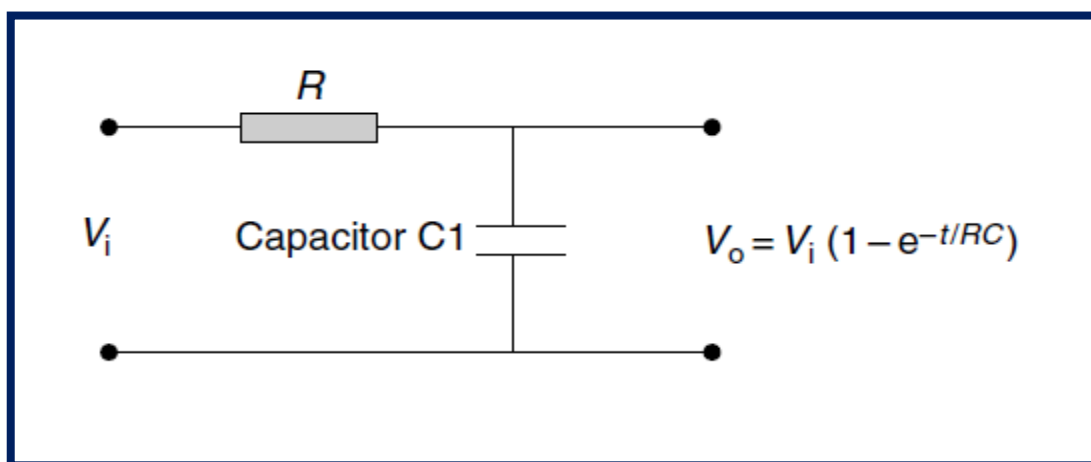 R
Vi
Capacitor C1
Vo = Vi (1 – e–t/RC)